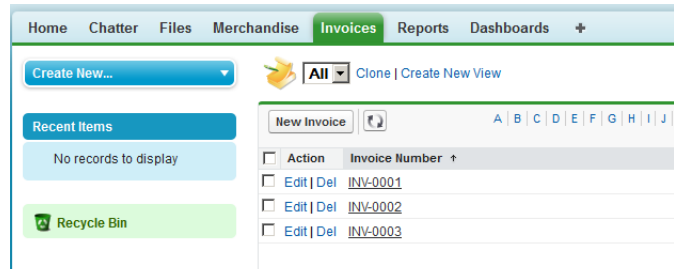 Home Chatter Files Merchandise Invoices Reports Dashboards +
Create New...
All Clone | Create New View
Recent Items
No records to display
Recycle Bin
New Invoice A | B | C | D | E | F | G | H | I | J |
Action Invoice Number ↑
Edit | Del INV-0001
Edit | Del INV-0002
Edit | Del INV-0003